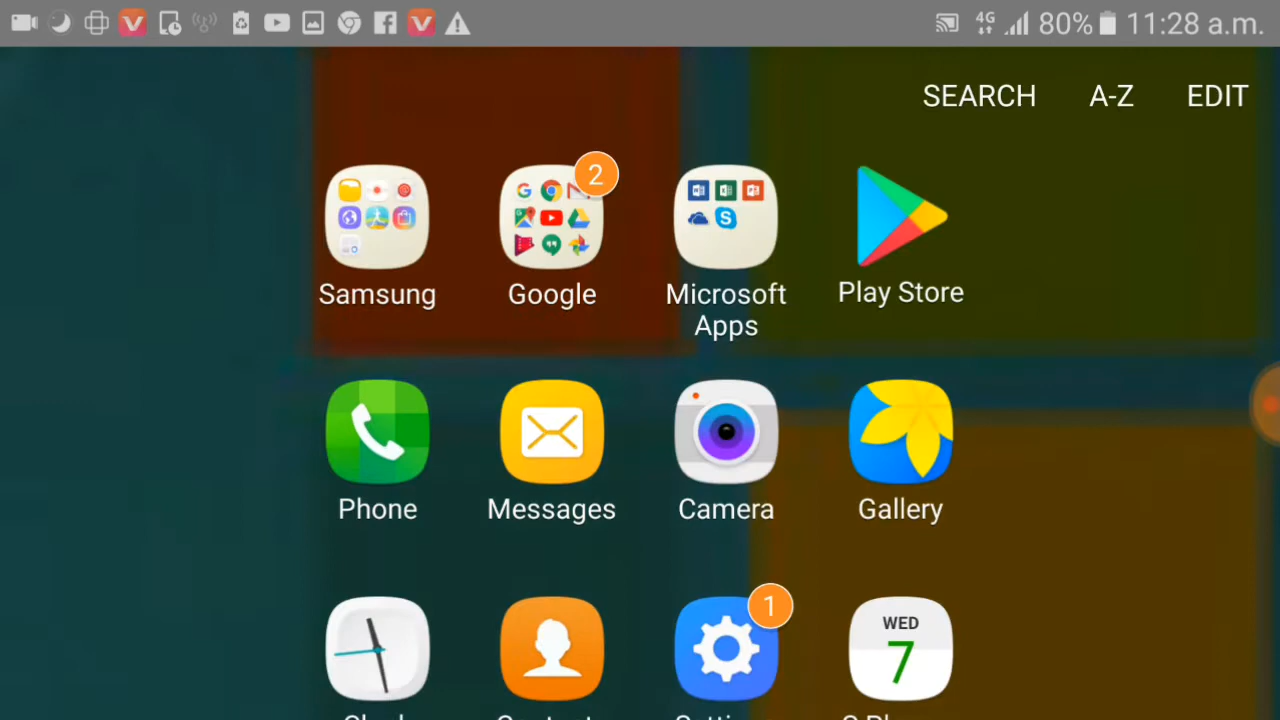 4G 80% 11:28 a.m.
SEARCH A-Z EDIT
2
Samsung Google Microsoft Apps Play Store
Phone Messages Camera Gallery
1
WED
7